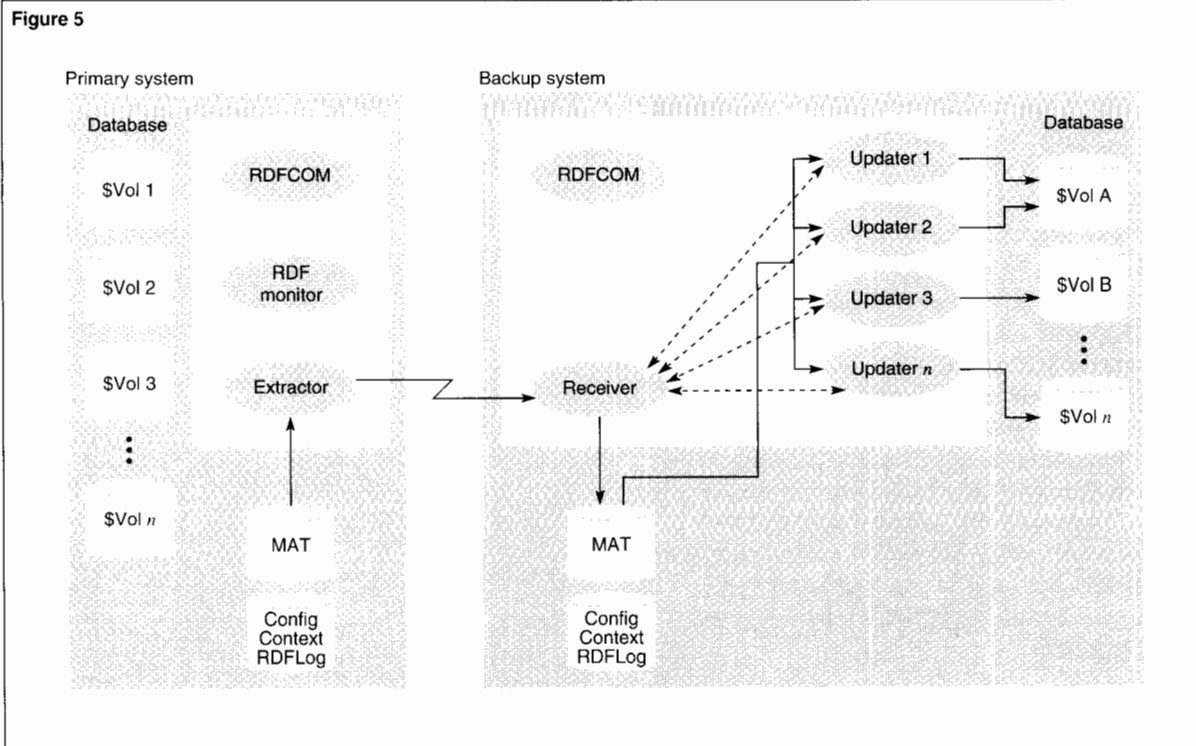 Figure 5
Primary system
Database
$Vol 1
$Vol 2
$Vol 3
$Vol n
RDFCOM
RDF
monitor
Extractor
MAT
Config
Context
RDFLog
Backup system
RDFCOM
Receiver
MAT
Config
Context
RDFLog
Updater 1
Updater 2
Updater 3
Updater n
Database
$Vol A
$Vol B
$Vol n